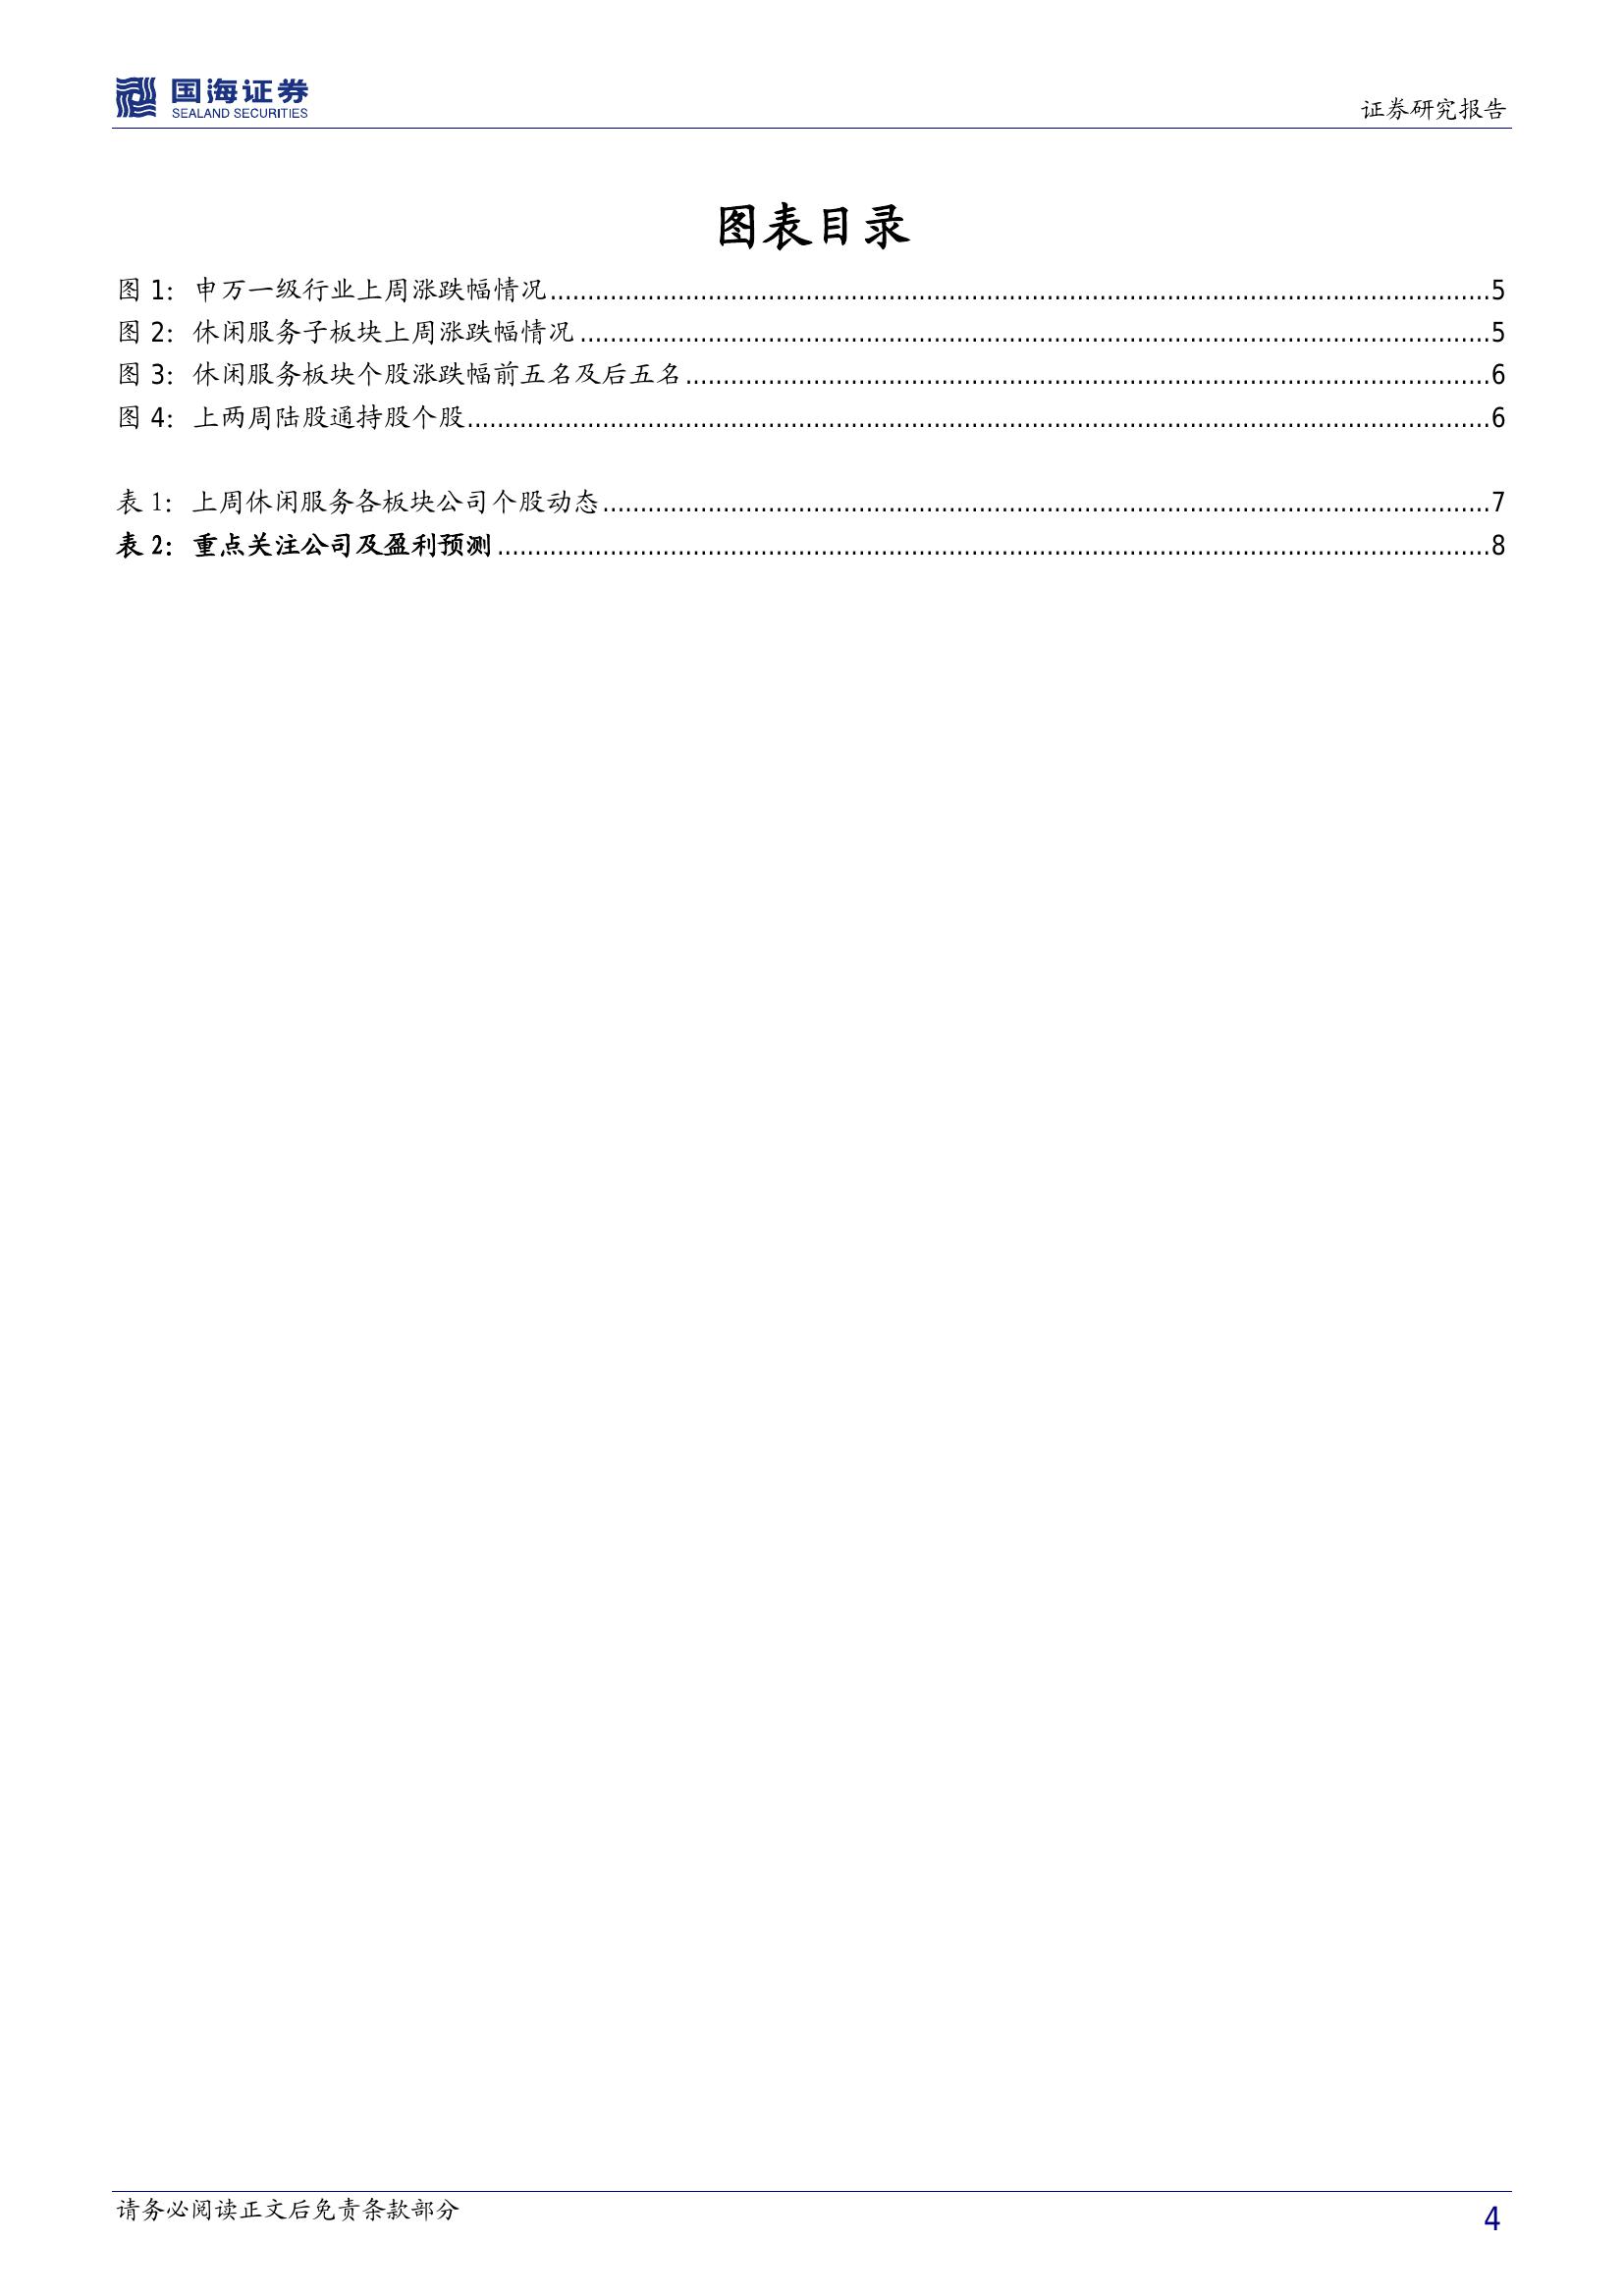 国海证券
SEALAND SECURITIES
证券研究报告
图表目录
图 1：申万一级行业上周涨跌幅情况......5
图 2：休闲服务子板块上周涨跌幅情况......5
图 3：休闲服务板块个股涨跌幅前五名及后五名......6
图 4：上两周陆股通持股个股......6
表 1：上周休闲服务各板块公司个股动态......7
表 2：重点关注公司及盈利预测......8
请务必阅读正文后免责条款部分
4